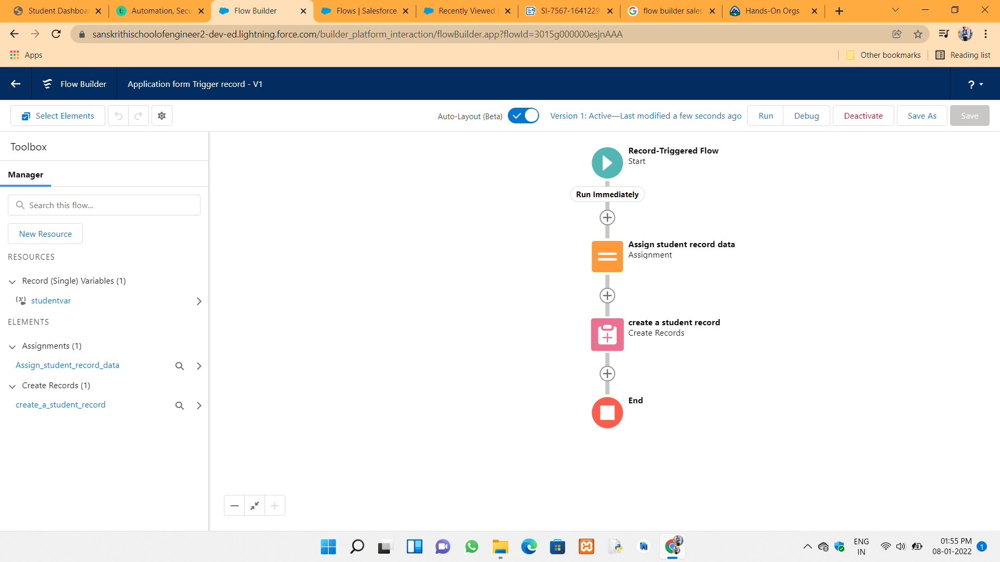 Student Dashboar
Automation, Secu
Flow Builder
Flows | Salesforce
Recently Viewed |
SI-7567-1641229
flow builder sales
Hands-On Orgs
sanskrithischoolofengineer2-dev-ed.lightning.force.com/builder_platform_interaction/flowBuilder.app?flowId=3015g000000esjnAAA
Apps
Other bookmarks
Reading list
Flow Builder
Application form Trigger record - V1
?
Select Elements
Auto-Layout (Beta)
Version 1: Active—Last modified a few seconds ago
Run
Debug
Deactivate
Save As
Save
Toolbox
Manager
Search this flow...
New Resource
RESOURCES
Record (Single) Variables (1)
studentvar
ELEMENTS
Assignments (1)
Assign_student_record_data
Create Records (1)
create_a_student_record
Record-Triggered Flow
Start
Run Immediately
Assign student record data
Assignment
create a student record
Create Records
End
ENG
IN
01:55 PM
08-01-2022
1